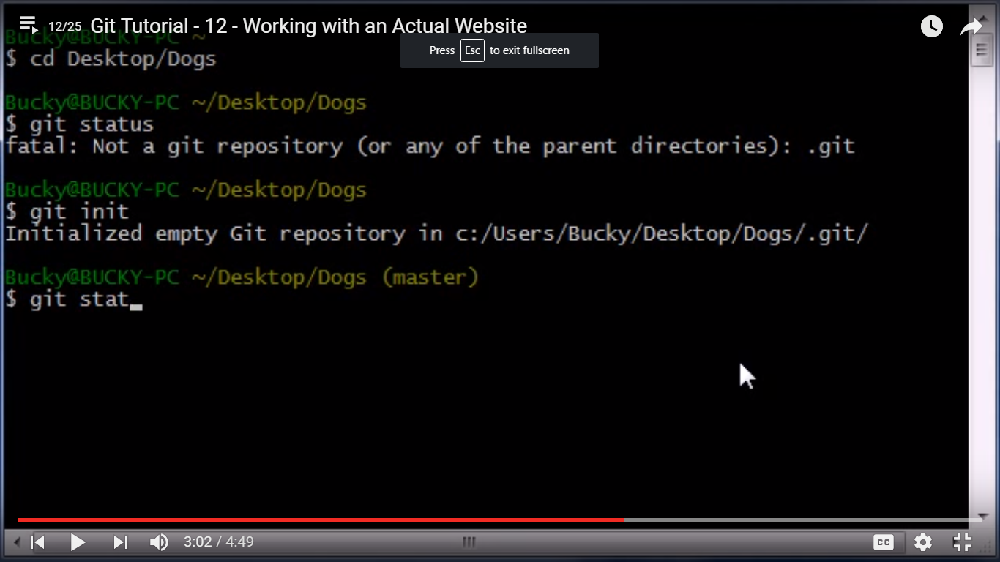 12/25 Git Tutorial - 12 - Working with an Actual Website
Bucky@BUCKY-PC ~
Press Esc to exit fullscreen
$ cd Desktop/Dogs
Bucky@BUCKY-PC ~/Desktop/Dogs
$ git status
fatal: Not a git repository (or any of the parent directories): .git
Bucky@BUCKY-PC ~/Desktop/Dogs
$ git init
Initialized empty Git repository in c:/Users/Bucky/Desktop/Dogs/.git/
Bucky@BUCKY-PC ~/Desktop/Dogs (master)
$ git stat_
3:02 / 4:49
CC